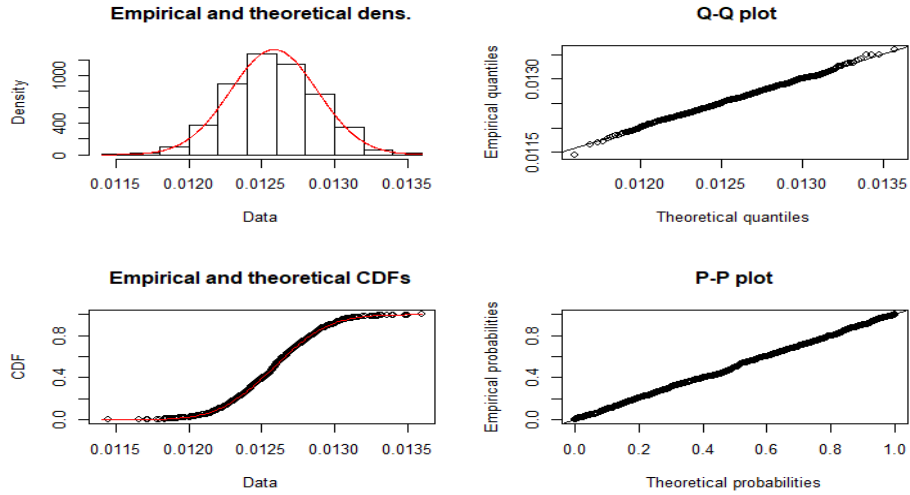 Empirical and theoretical dens.
Density
0 400 1000
0.0115 0.0120 0.0125 0.0130 0.0135
Data
Q-Q plot
Empirical quantiles
0.0115 0.0130
0.0120 0.0125 0.0130 0.0135
Theoretical quantiles
Empirical and theoretical CDFs
CDF
0.0 0.4 0.8
0.0115 0.0120 0.0125 0.0130 0.0135
Data
P-P plot
Empirical probabilities
0.0 0.4 0.8
0.0 0.2 0.4 0.6 0.8 1.0
Theoretical probabilities